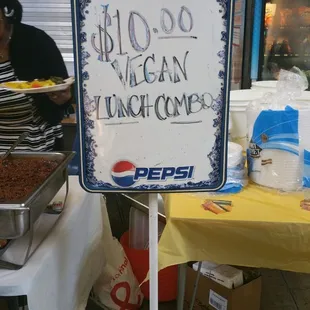 $10.00
VEGAN
LUNCH COMBO
PEPSI